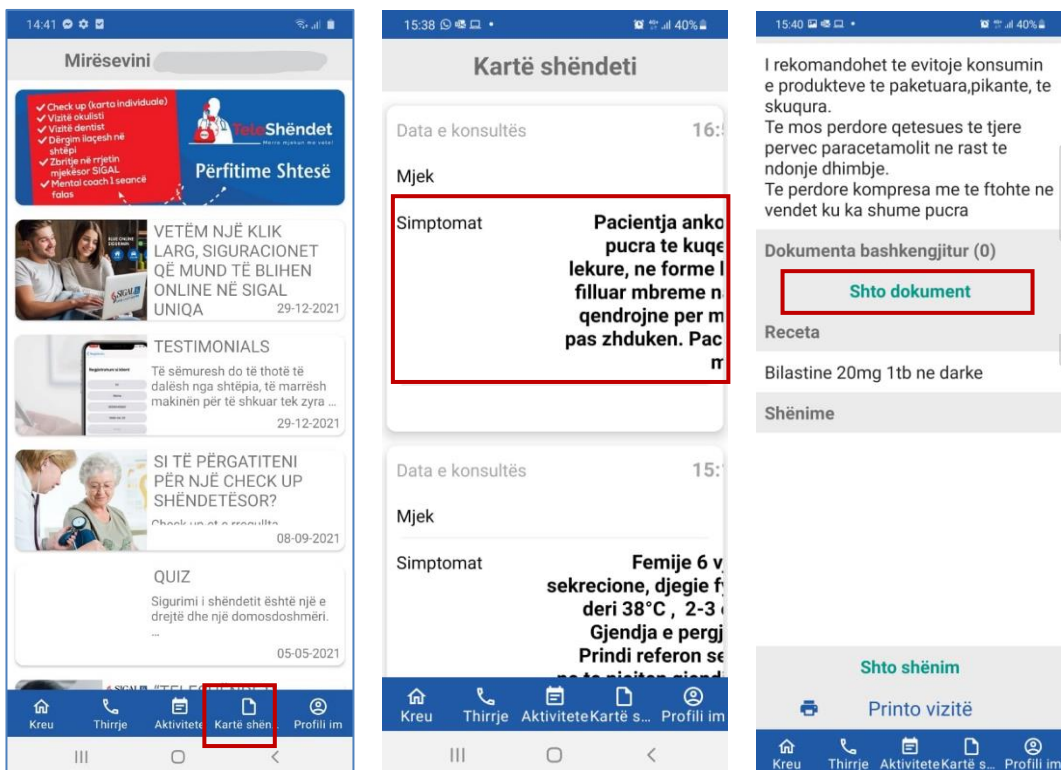 14:41
Mirësevini
Check up (karta individuale)
Vizitë okulisti
Vizitë dentist
Dërgim ilaçesh në
shtëpi
Zbritje në rrjetin
mjekësor SIGAL
Mental coach 1 seancë
falas
TeleShëndet
Merre mjekun me vete!
Përfitime Shtesë
VETËM NJË KLIK
LARG, SIGURACIONET
QË MUND TË BLIHEN
ONLINE NË SIGAL
UNIQA
29-12-2021
TESTIMONIALS
Të sëmuresh do të thotë të
dalësh nga shtëpia, të marrësh
makinën për të shkuar tek zyra ...
29-12-2021
SI TË PËRGATITENI
PËR NJË CHECK UP
SHËNDETËSOR?
Check up-et e rregullta
08-09-2021
QUIZ
Sigurimi i shëndetit është një e
drejtë dhe një domosdoshmëri.
...
05-05-2021
Kreu
Thirrje
Aktivitete
Kartë shën...
Profili im
15:38
40%
Kartë shëndeti
Data e konsultës 16:
Mjek
Simptomat
Pacientja anko
pucra te kuqe
lekure, ne forme l
filluar mbreme n
qendrojne per m
pas zhduken. Pac
m
Data e konsultës 15:
Mjek
Simptomat
Femije 6 v
sekrecione, djegie f
deri 38°C , 2-3
Gjendja e pergj
Prindi referon se
Kreu
Thirrje
Aktivitete
Kartë s...
Profili im
15:40
40%
I rekomandohet te evitoje konsumin
e produkteve te paketuara,pikante, te
skuqura.
Te mos perdore qetesues te tjere
pervec paracetamolit ne rast te
ndonje dhimbje.
Te perdore kompresa me te ftohte ne
vendet ku ka shume pucra
Dokumenta bashkengjitur (0)
Shto dokument
Receta
Bilastine 20mg 1tb ne darke
Shënime
Shto shënim
Printo vizitë
Kreu
Thirrje
Aktivitete
Kartë s...
Profili im